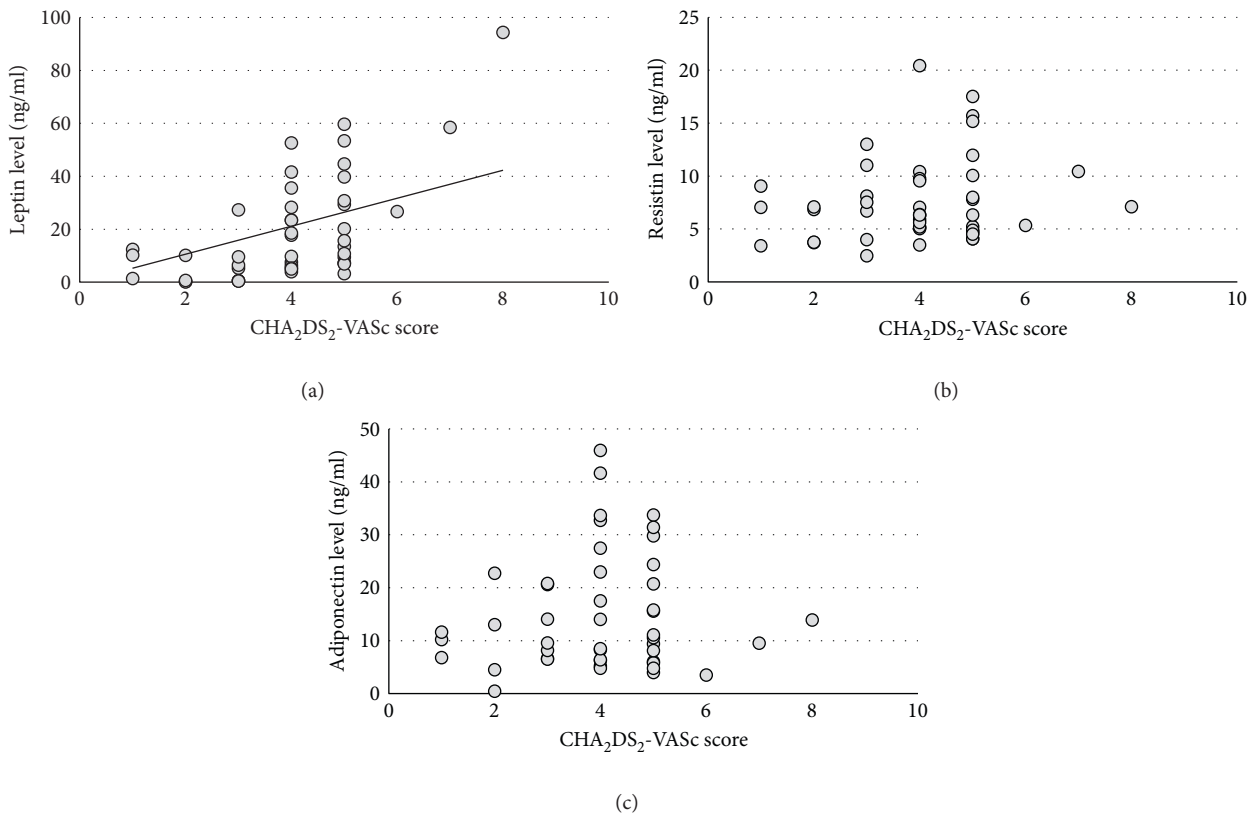 100
80
60
40
20
0
Leptin level (ng/ml)
0 2 4 6 8 10
CHA₂DS₂-VASc score
(a)
25
20
15
10
5
0
Resistin level (ng/ml)
0 2 4 6 8 10
CHA₂DS₂-VASc score
(b)
50
40
30
20
10
0
Adiponectin level (ng/ml)
0 2 4 6 8 10
CHA₂DS₂-VASc score
(c)